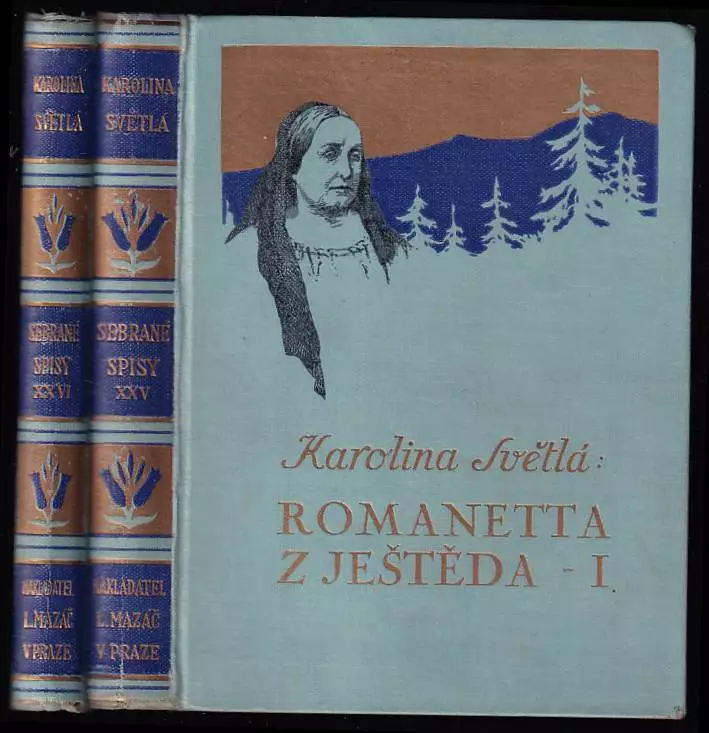 KAROLINA
SVĚTLÁ
SEBRANÉ
SPISY
XXVI
NAKLADATEL
L. MAZÁČ
V PRAZE
KAROLINA
SVĚTLÁ
SEBRANÉ
SPISY
XXV
NAKLADATEL
L. MAZÁČ
V PRAZE
Karolina Světlá:
ROMANETTA
Z JEŠTĚDA - I